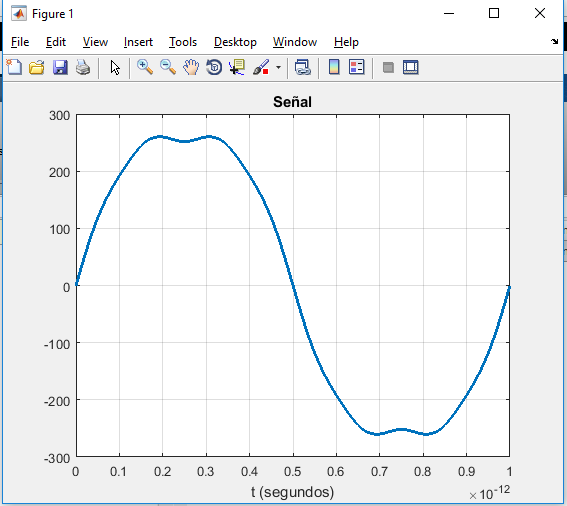 Figure 1
File Edit View Insert Tools Desktop Window Help
Señal
300
200
100
0
-100
-200
-300
0 0.1 0.2 0.3 0.4 0.5 0.6 0.7 0.8 0.9 1
t (segundos)
×10-12